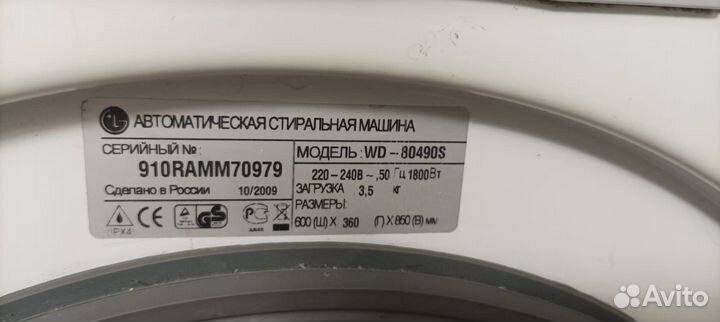 LG АВТОМАТИЧЕСКАЯ СТИРАЛЬНАЯ МАШИНА
СЕРИЙНЫЙ №:
910RAMM70979
Сделано в России 10/2009
МОДЕЛЬ: WD -- 80490S
220 - 240В ~ , 50 Гц 1800Вт
ЗАГРУЗКА 3,5 кг
РАЗМЕРЫ:
600 (Ш) X 360 (Г) X 850 (В) мм
IPX4
Avito